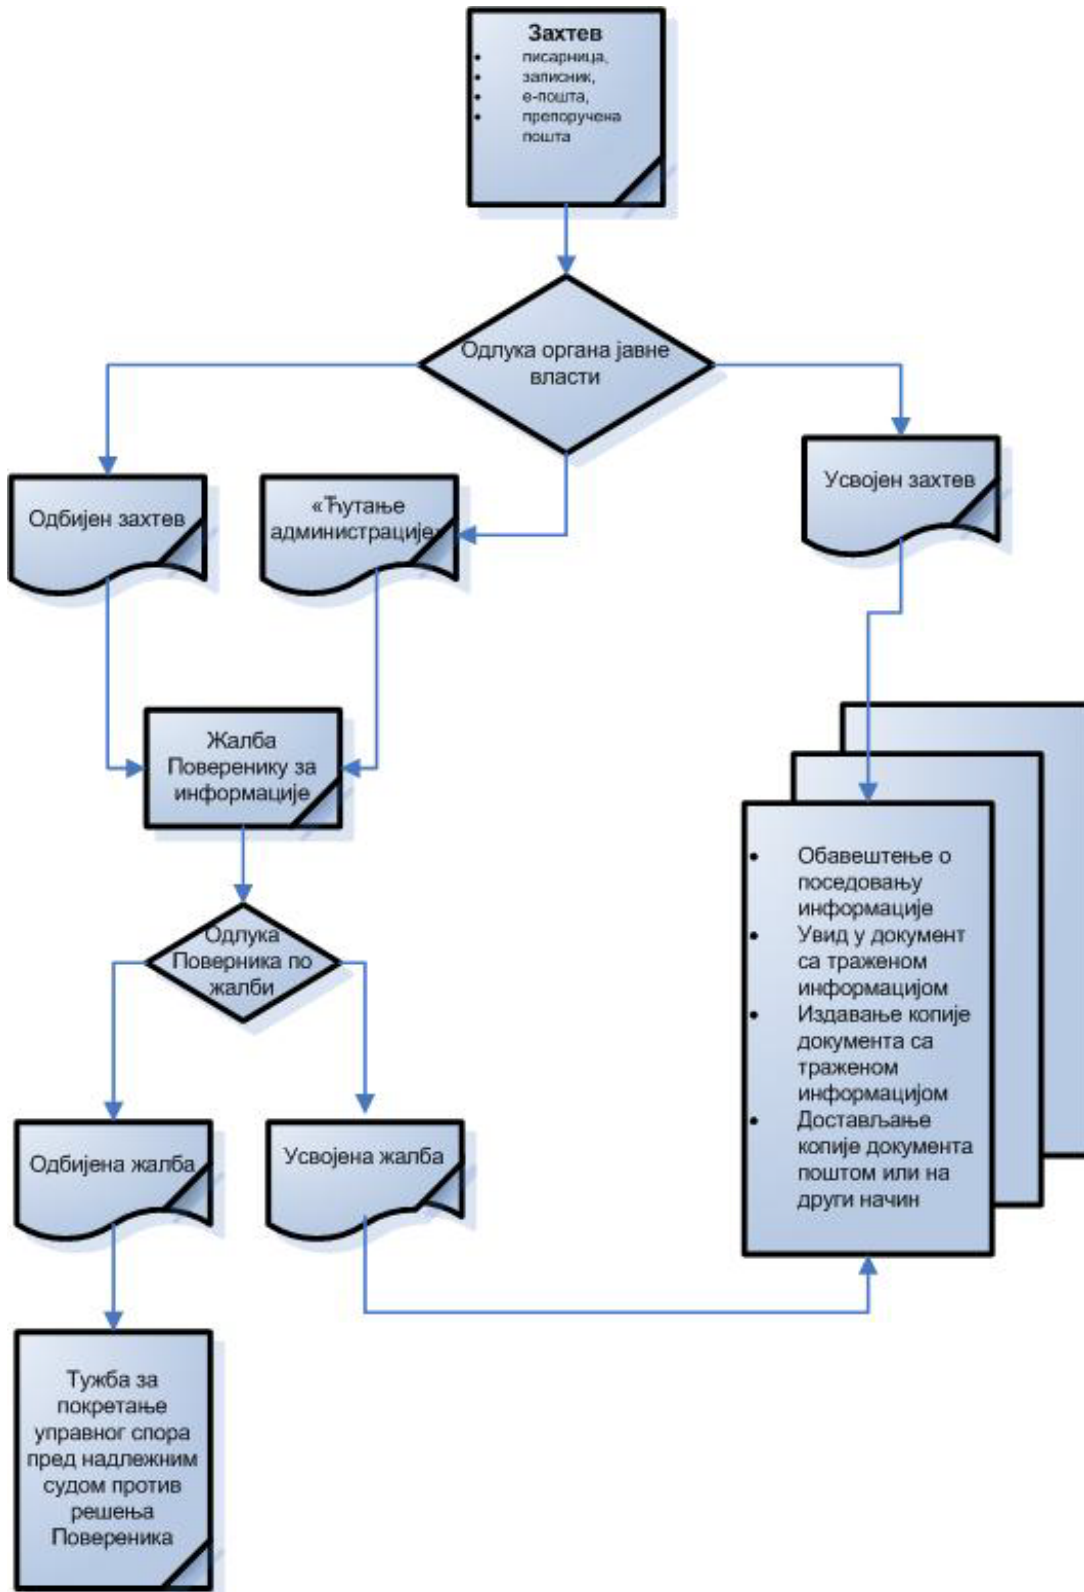 Захтев
• писарница,
• записник,
• е-пошта,
• препоручена
пошта
Одлука органа јавне
власти
Одбијен захтев
«Ћутање
администрације»
Усвојен захтев
Жалба
Поверенику за
информације
Одлука
Поверника по
жалби
• Обавештење о
поседовању
информације
• Увид у документ
са траженом
информацијом
• Издавање копије
документа са
траженом
информацијом
• Достављање
копије документа
поштом или на
други начин
Одбијена жалба
Усвојена жалба
Тужба за
покретање
управног спора
пред надлежним
судом против
решења
Повереника